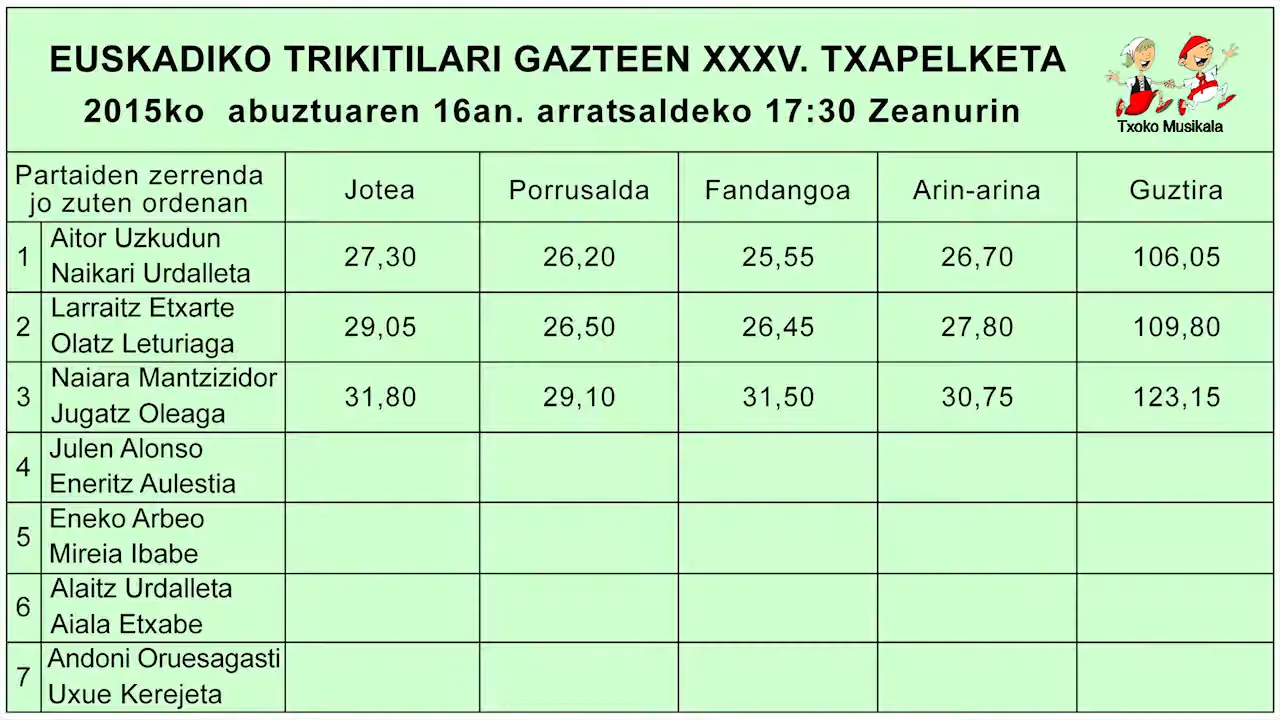 EUSKADIKO TRIKITILARI GAZTEEN XXXV. TXAPELKETA
2015ko abuztuaren 16an. arratsaldeko 17:30 Zeanurin
Txoko Musikala
Partaiden zerrenda
jo zuten ordenan
Jotea
Porrusalda
Fandangoa
Arin-arina
Guztira
1
Aitor Uzkudun
Naikari Urdalleta
27,30
26,20
25,55
26,70
106,05
2
Larraitz Etxarte
Olatz Leturiaga
29,05
26,50
26,45
27,80
109,80
3
Naiara Mantzizidor
Jugatz Oleaga
31,80
29,10
31,50
30,75
123,15
4
Julen Alonso
Eneritz Aulestia
5
Eneko Arbeo
Mireia Ibabe
6
Alaitz Urdalleta
Aiala Etxabe
7
Andoni Oruesagasti
Uxue Kerejeta